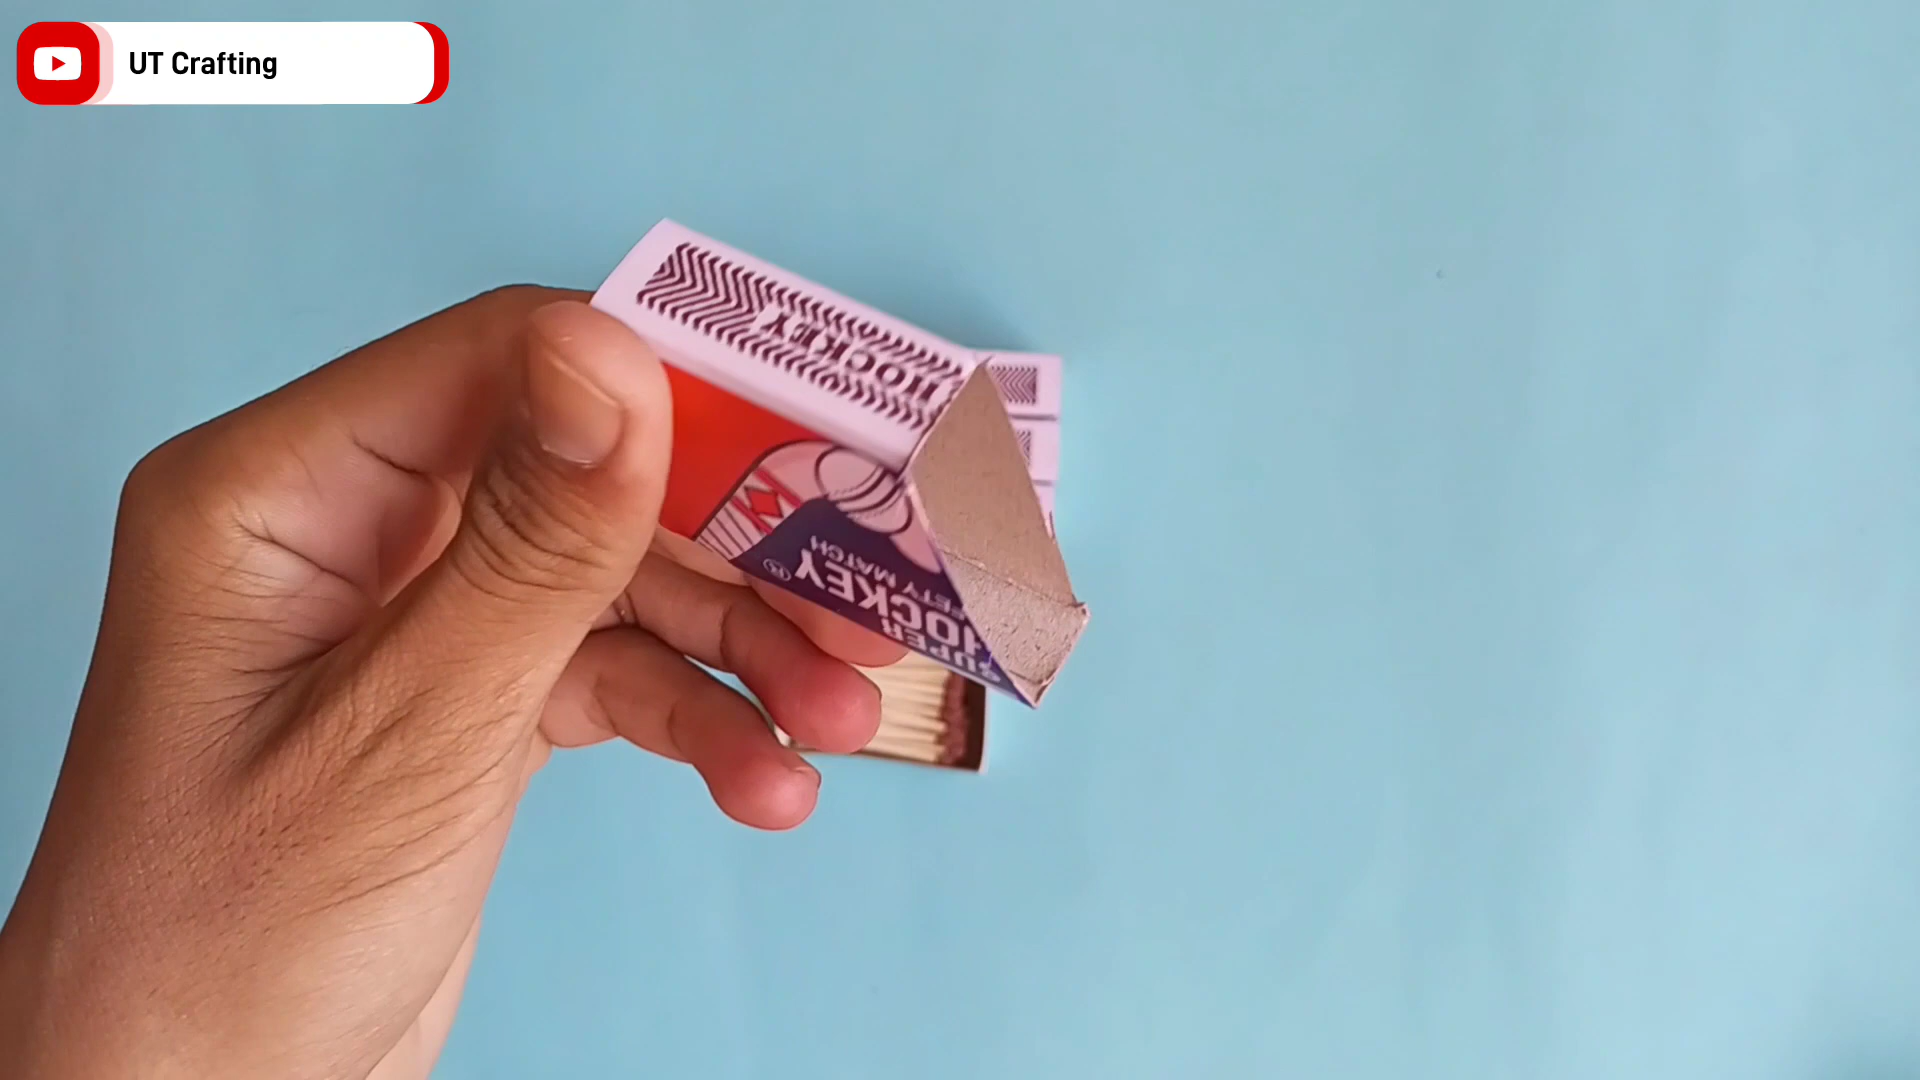 UT Crafting
HOCKEY
SUPER
HOCKEY®
SAFETY MATCH